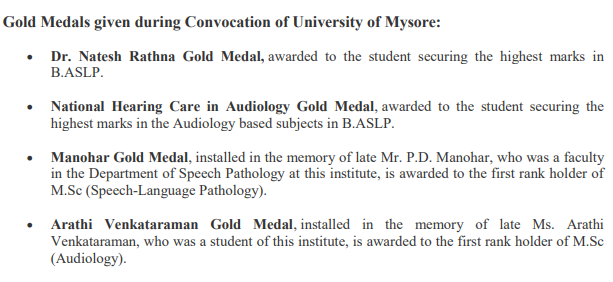 Gold Medals given during Convocation of University of Mysore:
• Dr. Natesh Rathna Gold Medal, awarded to the student securing the highest marks in
B.ASLP.
• National Hearing Care in Audiology Gold Medal, awarded to the student securing the
highest marks in the Audiology based subjects in B.ASLP.
• Manohar Gold Medal, installed in the memory of late Mr. P.D. Manohar, who was a faculty
in the Department of Speech Pathology at this institute, is awarded to the first rank holder of
M.Sc (Speech-Language Pathology).
• Arathi Venkataraman Gold Medal, installed in the memory of late Ms. Arathi
Venkataraman, who was a student of this institute, is awarded to the first rank holder of M.Sc
(Audiology).